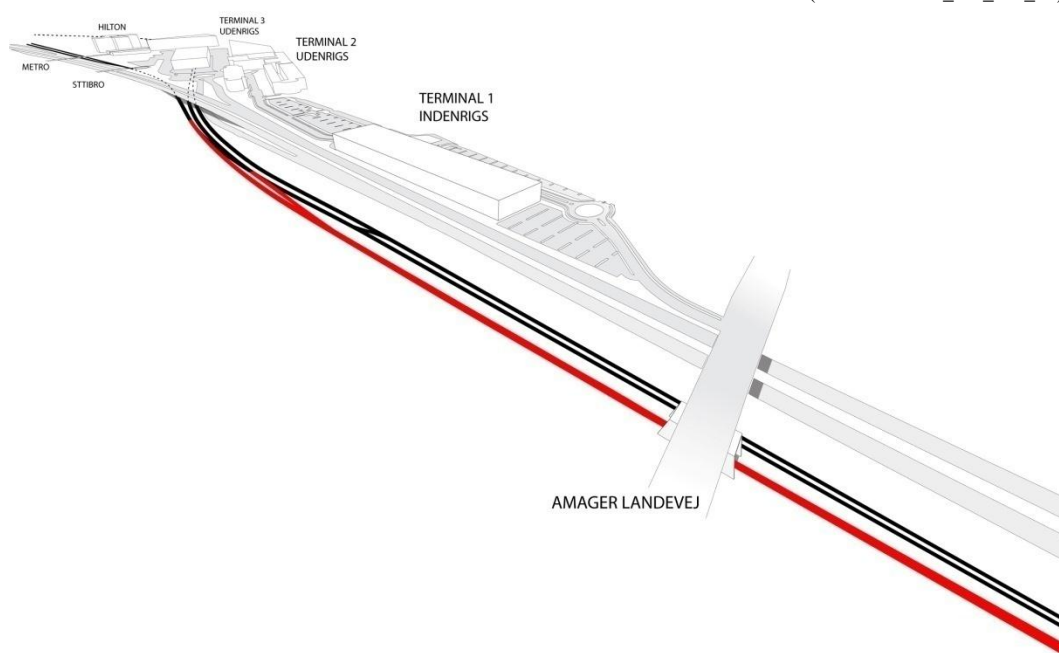 HILTON
TERMINAL 3
UDENRIGS
TERMINAL 2
UDENRIGS
METRO
STTIBRO
TERMINAL 1
INDENRIGS
AMAGER LANDEVEJ